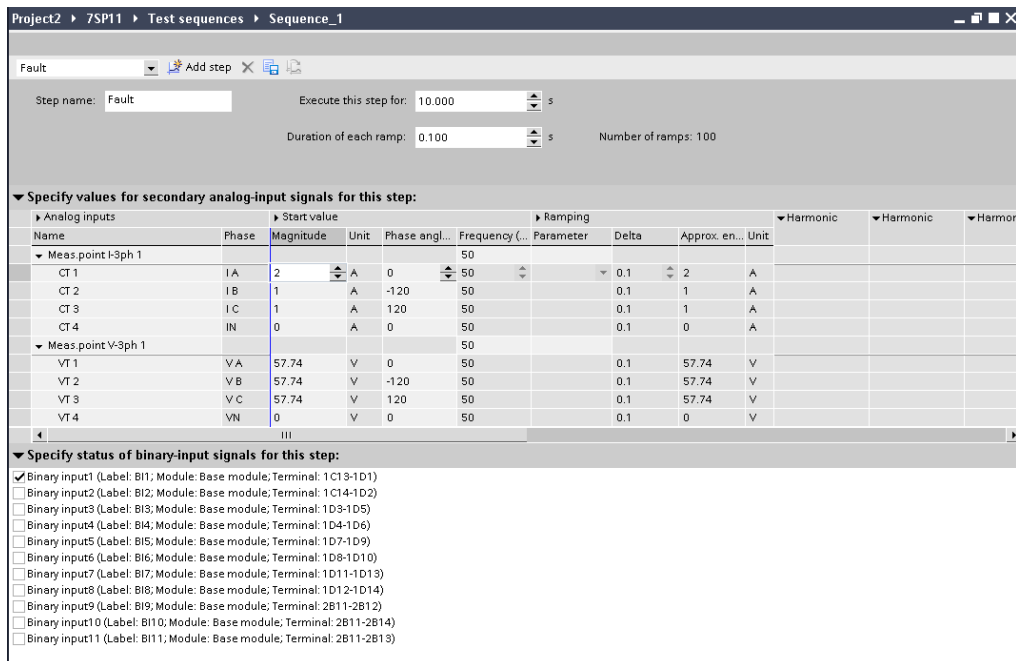 Project2 ▸ 7SP11 ▸ Test sequences ▸ Sequence_1
Fault Add step
Step name: Fault Execute this step for: 10.000 s
Duration of each ramp: 0.100 s Number of ramps: 100
Specify values for secondary analog-input signals for this step:
Analog inputs Start value Ramping Harmonic Harmonic Harmor
Name Phase Magnitude Unit Phase angl... Frequency (... Parameter Delta Approx. en... Unit
Meas.point I-3ph 1 50
CT 1 I A 2 A 0 50 0.1 2 A
CT 2 I B 1 A -120 50 0.1 1 A
CT 3 I C 1 A 120 50 0.1 1 A
CT 4 IN 0 A 0 50 0.1 0 A
Meas.point V-3ph 1 50
VT 1 V A 57.74 V 0 50 0.1 57.74 V
VT 2 V B 57.74 V -120 50 0.1 57.74 V
VT 3 V C 57.74 V 120 50 0.1 57.74 V
VT 4 VN 0 V 0 50 0.1 0 V
Specify status of binary-input signals for this step:
Binary input1 (Label: BI1; Module: Base module; Terminal: 1C13-1D1)
Binary input2 (Label: BI2; Module: Base module; Terminal: 1C14-1D2)
Binary input3 (Label: BI3; Module: Base module; Terminal: 1D3-1D5)
Binary input4 (Label: BI4; Module: Base module; Terminal: 1D4-1D6)
Binary input5 (Label: BI5; Module: Base module; Terminal: 1D7-1D9)
Binary input6 (Label: BI6; Module: Base module; Terminal: 1D8-1D10)
Binary input7 (Label: BI7; Module: Base module; Terminal: 1D11-1D13)
Binary input8 (Label: BI8; Module: Base module; Terminal: 1D12-1D14)
Binary input9 (Label: BI9; Module: Base module; Terminal: 2B11-2B12)
Binary input10 (Label: BI10; Module: Base module; Terminal: 2B11-2B14)
Binary input11 (Label: BI11; Module: Base module; Terminal: 2B11-2B13)